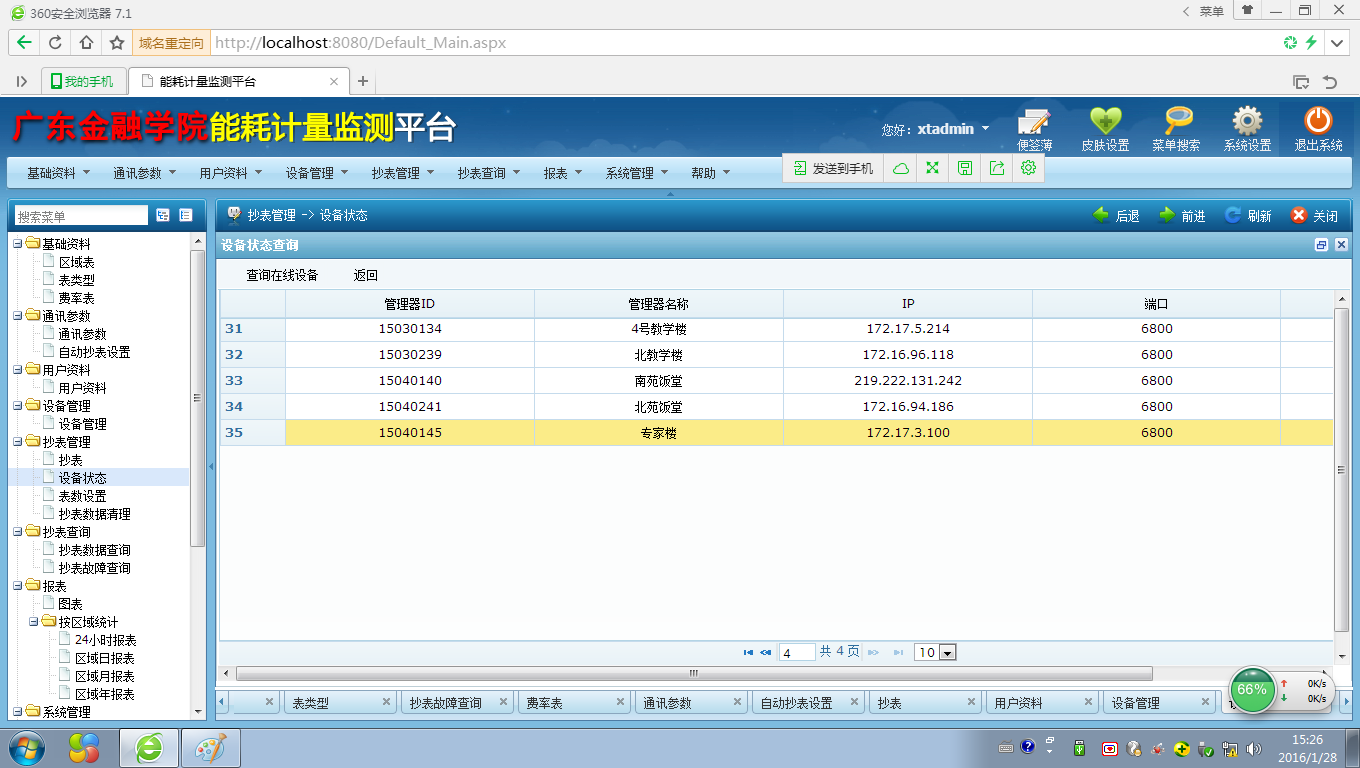 360安全浏览器 7.1
菜单
域名重定向 http://localhost:8080/Default_Main.aspx
我的手机
能耗计量监测平台
广东金融学院能耗计量监测平台
您好：xtadmin
便签薄
皮肤设置
菜单搜索
系统设置
退出系统
基础资料 通讯参数 用户资料 设备管理 抄表管理 抄表查询 报表 系统管理 帮助
发送到手机
搜索菜单
抄表管理 -> 设备状态
后退 前进 刷新 关闭
设备状态查询
查询在线设备 返回
基础资料
区域表
表类型
费率表
通讯参数
通讯参数
自动抄表设置
用户资料
用户资料
设备管理
设备管理
抄表管理
抄表
设备状态
表数设置
抄表数据清理
抄表查询
抄表数据查询
抄表故障查询
报表
图表
按区域统计
24小时报表
区域日报表
区域月报表
区域年报表
系统管理
管理器ID 管理器名称 IP 端口
31 15030134 4号教学楼 172.17.5.214 6800
32 15030239 北教学楼 172.16.96.118 6800
33 15040140 南苑饭堂 219.222.131.242 6800
34 15040241 北苑饭堂 172.16.94.186 6800
35 15040145 专家楼 172.17.3.100 6800
4 共 4 页 10
表类型 抄表故障查询 费率表 通讯参数 自动抄表设置 抄表 用户资料 设备管理
66%
0K/s
0K/s
15:26
2016/1/28